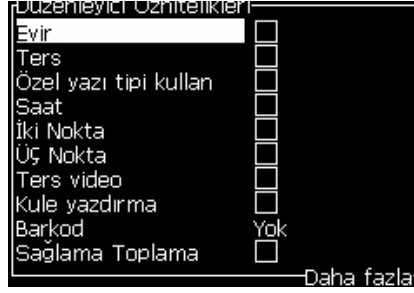 Düzenleyici Öznitelikleri
Evir
Ters
Özel yazı tipi kullan
Saat
İki Nokta
Üç Nokta
Ters video
Kule yazdırma
Barkod Yok
Sağlama Toplama
Daha fazla